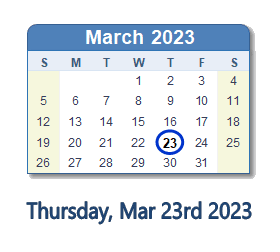 March 2023
S M T W T F S
1 2 3 4
5 6 7 8 9 10 11
12 13 14 15 16 17 18
19 20 21 22 23 24 25
26 27 28 29 30 31
Thursday, Mar 23rd 2023